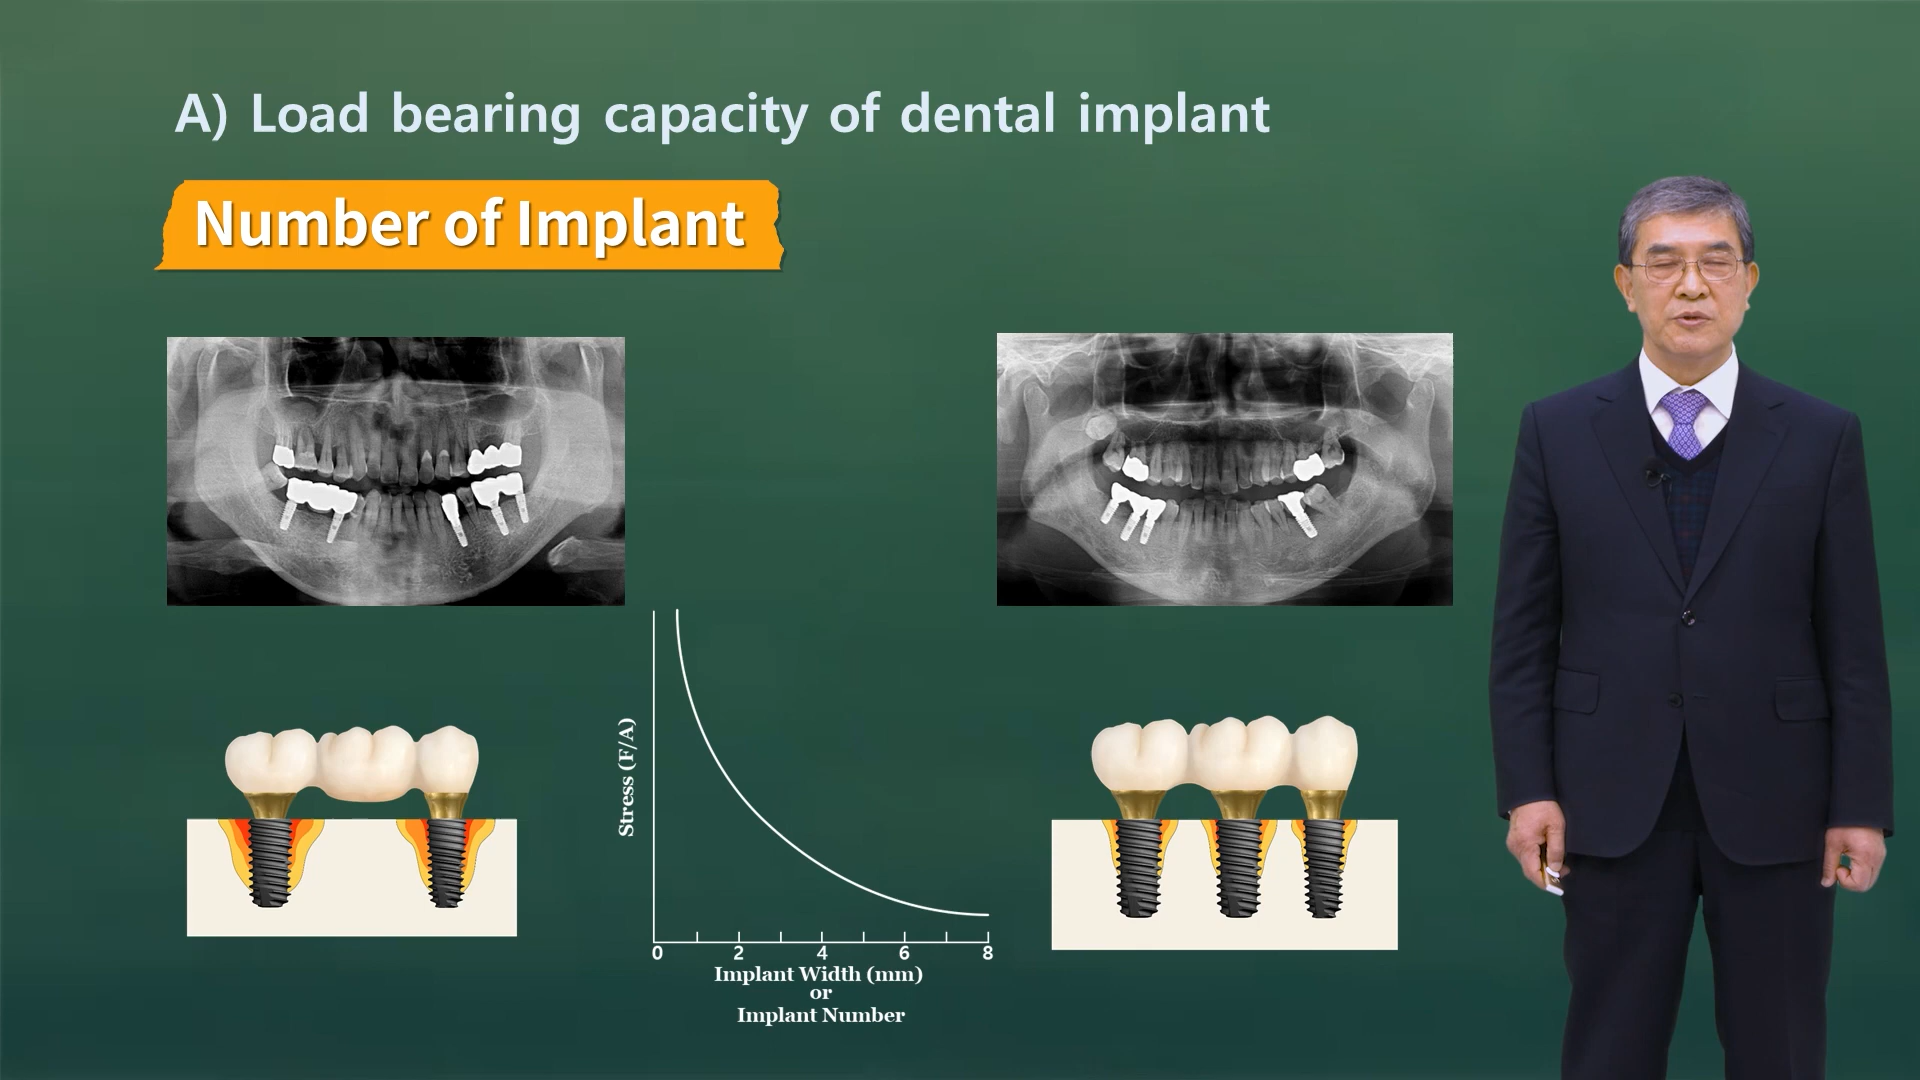 A) Load bearing capacity of dental implant
Number of Implant
Stress (F/A)
0 2 4 6 8
Implant Width (mm)
or
Implant Number